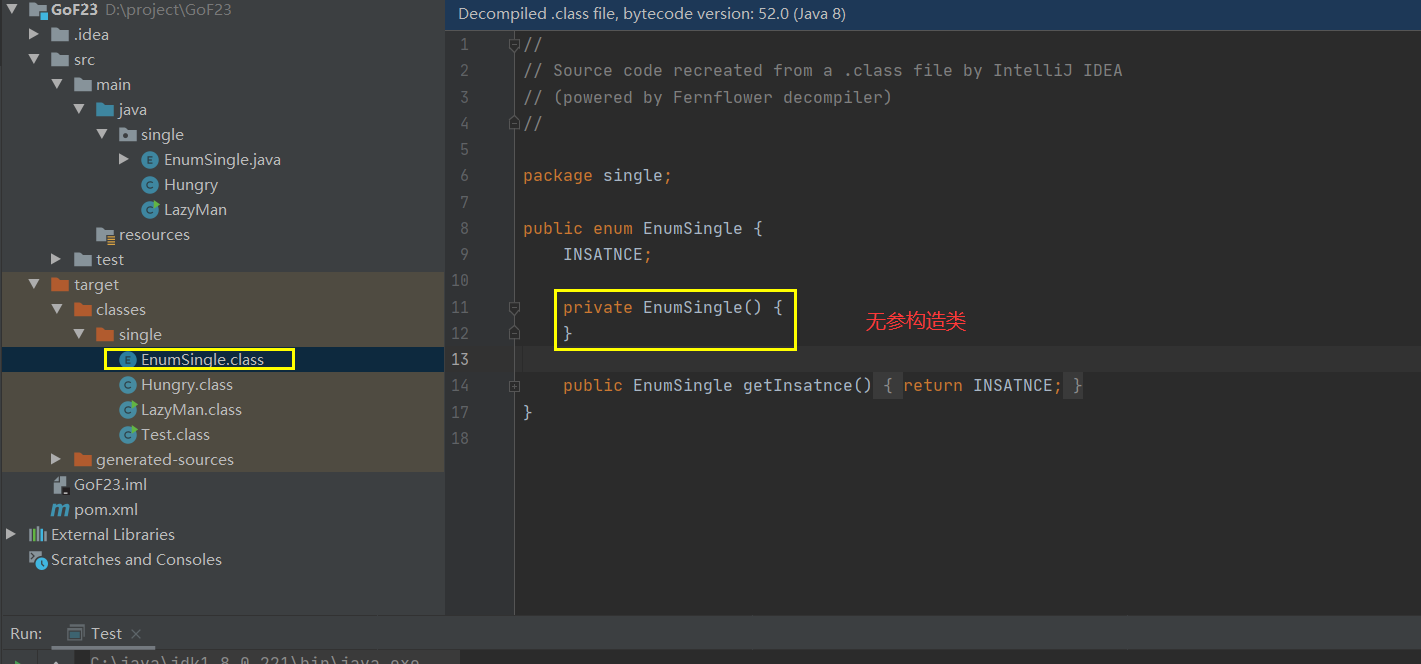 GoF23 D:\project\GoF23
.idea
src
main
java
single
EnumSingle.java
Hungry
LazyMan
resources
test
target
classes
single
EnumSingle.class
Hungry.class
LazyMan.class
Test.class
generated-sources
GoF23.iml
pom.xml
External Libraries
Scratches and Consoles
Decompiled .class file, bytecode version: 52.0 (Java 8)
1 //
2 // Source code recreated from a .class file by IntelliJ IDEA
3 // (powered by Fernflower decompiler)
4 //
5
6 package single;
7
8 public enum EnumSingle {
9 INSATNCE;
10
11 private EnumSingle() {
12 }
无参构造类
13
14 public EnumSingle getInsatnce() { return INSATNCE; }
17 }
18
Run: Test
C:\java\jdk1.8.0_221\bin\java.exe